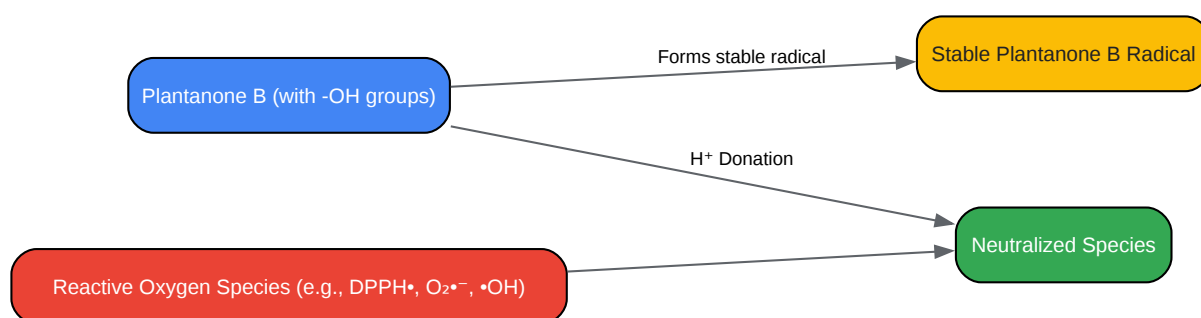 Stable Plantanone B Radical
Forms stable radical
Plantanone B (with -OH groups)
H⁺ Donation
Neutralized Species
Reactive Oxygen Species (e.g., DPPH•, O₂•⁻, •OH)